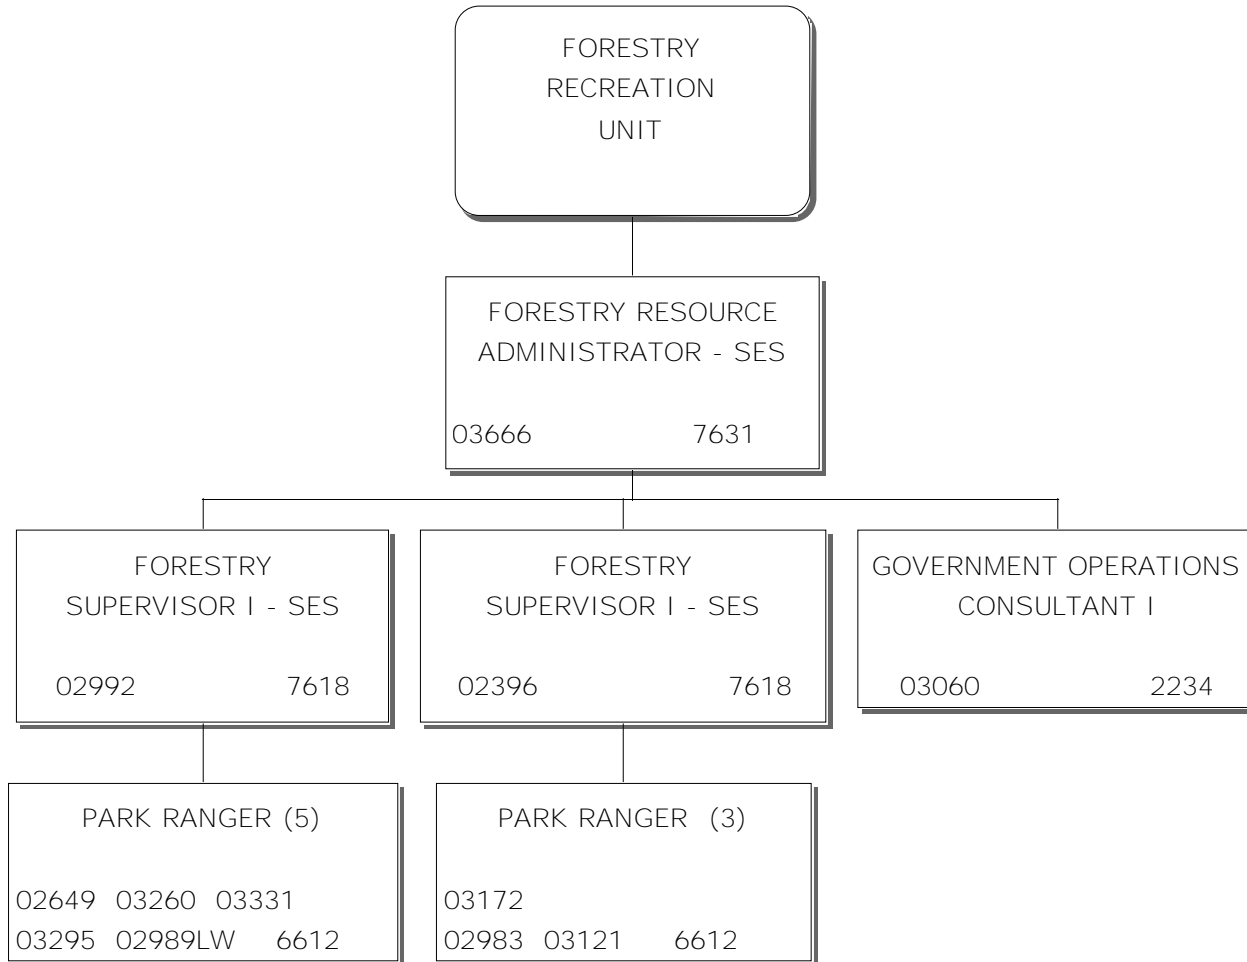 FORESTRY
RECREATION
UNIT
FORESTRY RESOURCE
ADMINISTRATOR - SES
03666 7631
FORESTRY
SUPERVISOR I - SES
02992 7618
FORESTRY
SUPERVISOR I - SES
02396 7618
GOVERNMENT OPERATIONS
CONSULTANT I
03060 2234
PARK RANGER (5)
02649 03260 03331
03295 02989LW 6612
PARK RANGER (3)
03172
02983 03121 6612